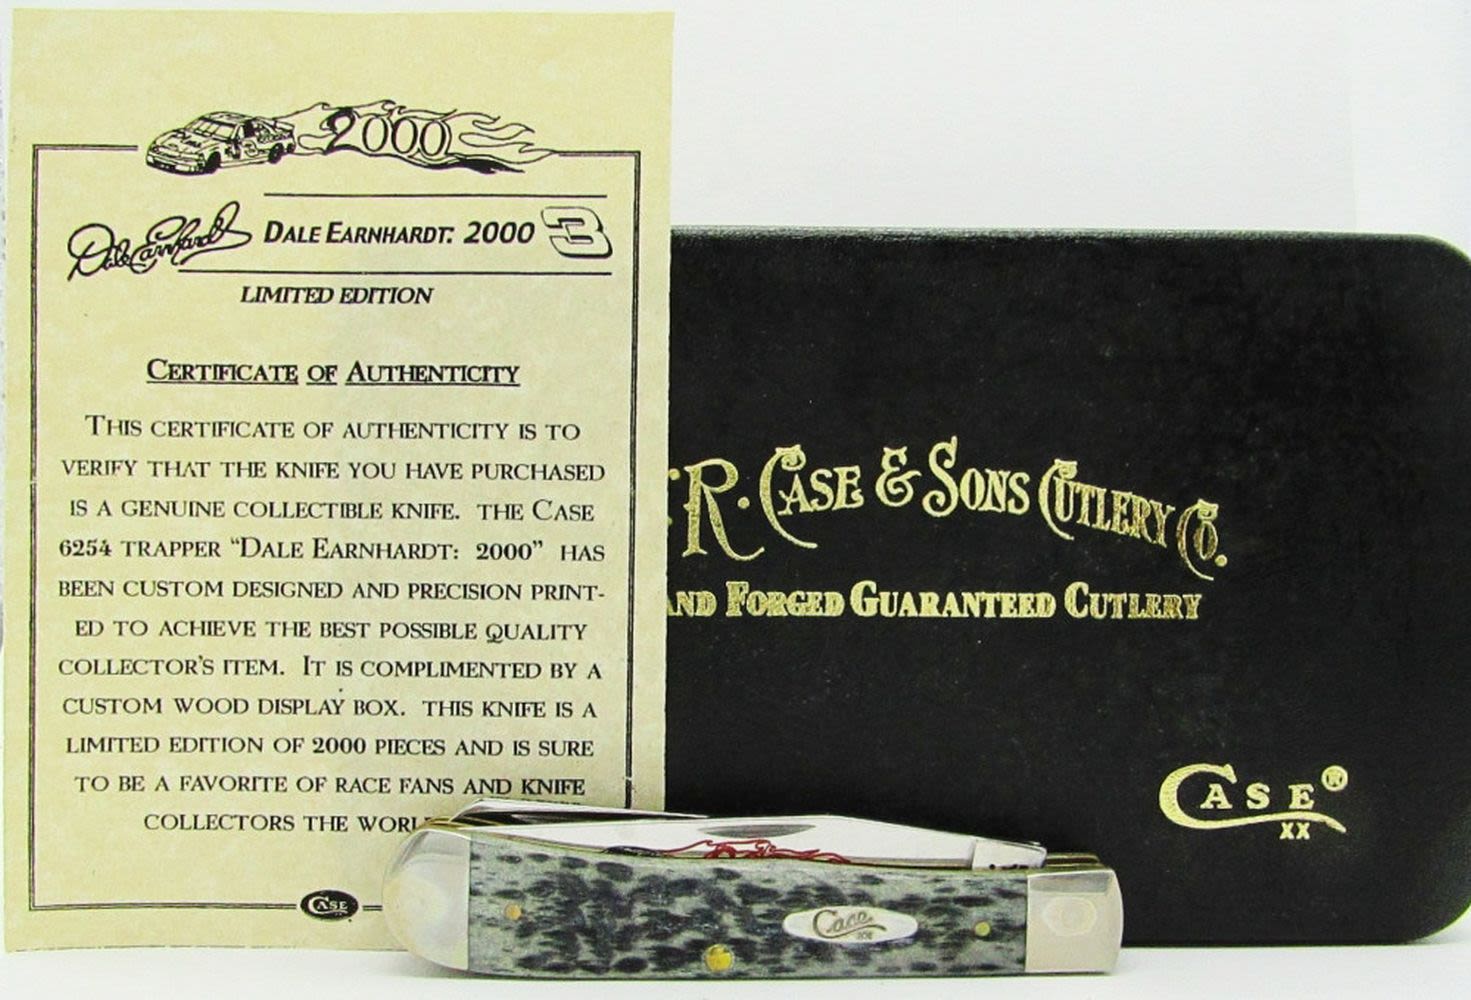 2000
Dale Earnhardt
DALE EARNHARDT: 2000 3
LIMITED EDITION
CERTIFICATE OF AUTHENTICITY
THIS CERTIFICATE OF AUTHENTICITY IS TO
VERIFY THAT THE KNIFE YOU HAVE PURCHASED
IS A GENUINE COLLECTIBLE KNIFE. THE CASE
6254 TRAPPER "DALE EARNHARDT: 2000" HAS
BEEN CUSTOM DESIGNED AND PRECISION PRINT-
ED TO ACHIEVE THE BEST POSSIBLE QUALITY
COLLECTOR'S ITEM. IT IS COMPLIMENTED BY A
CUSTOM WOOD DISPLAY BOX. THIS KNIFE IS A
LIMITED EDITION OF 2000 PIECES AND IS SURE
TO BE A FAVORITE OF RACE FANS AND KNIFE
COLLECTORS THE WORL
CASE
R. CASE & SONS CUTLERY CO.
AND FORGED GUARANTEED CUTLERY
CASE®
XX
Case
XX